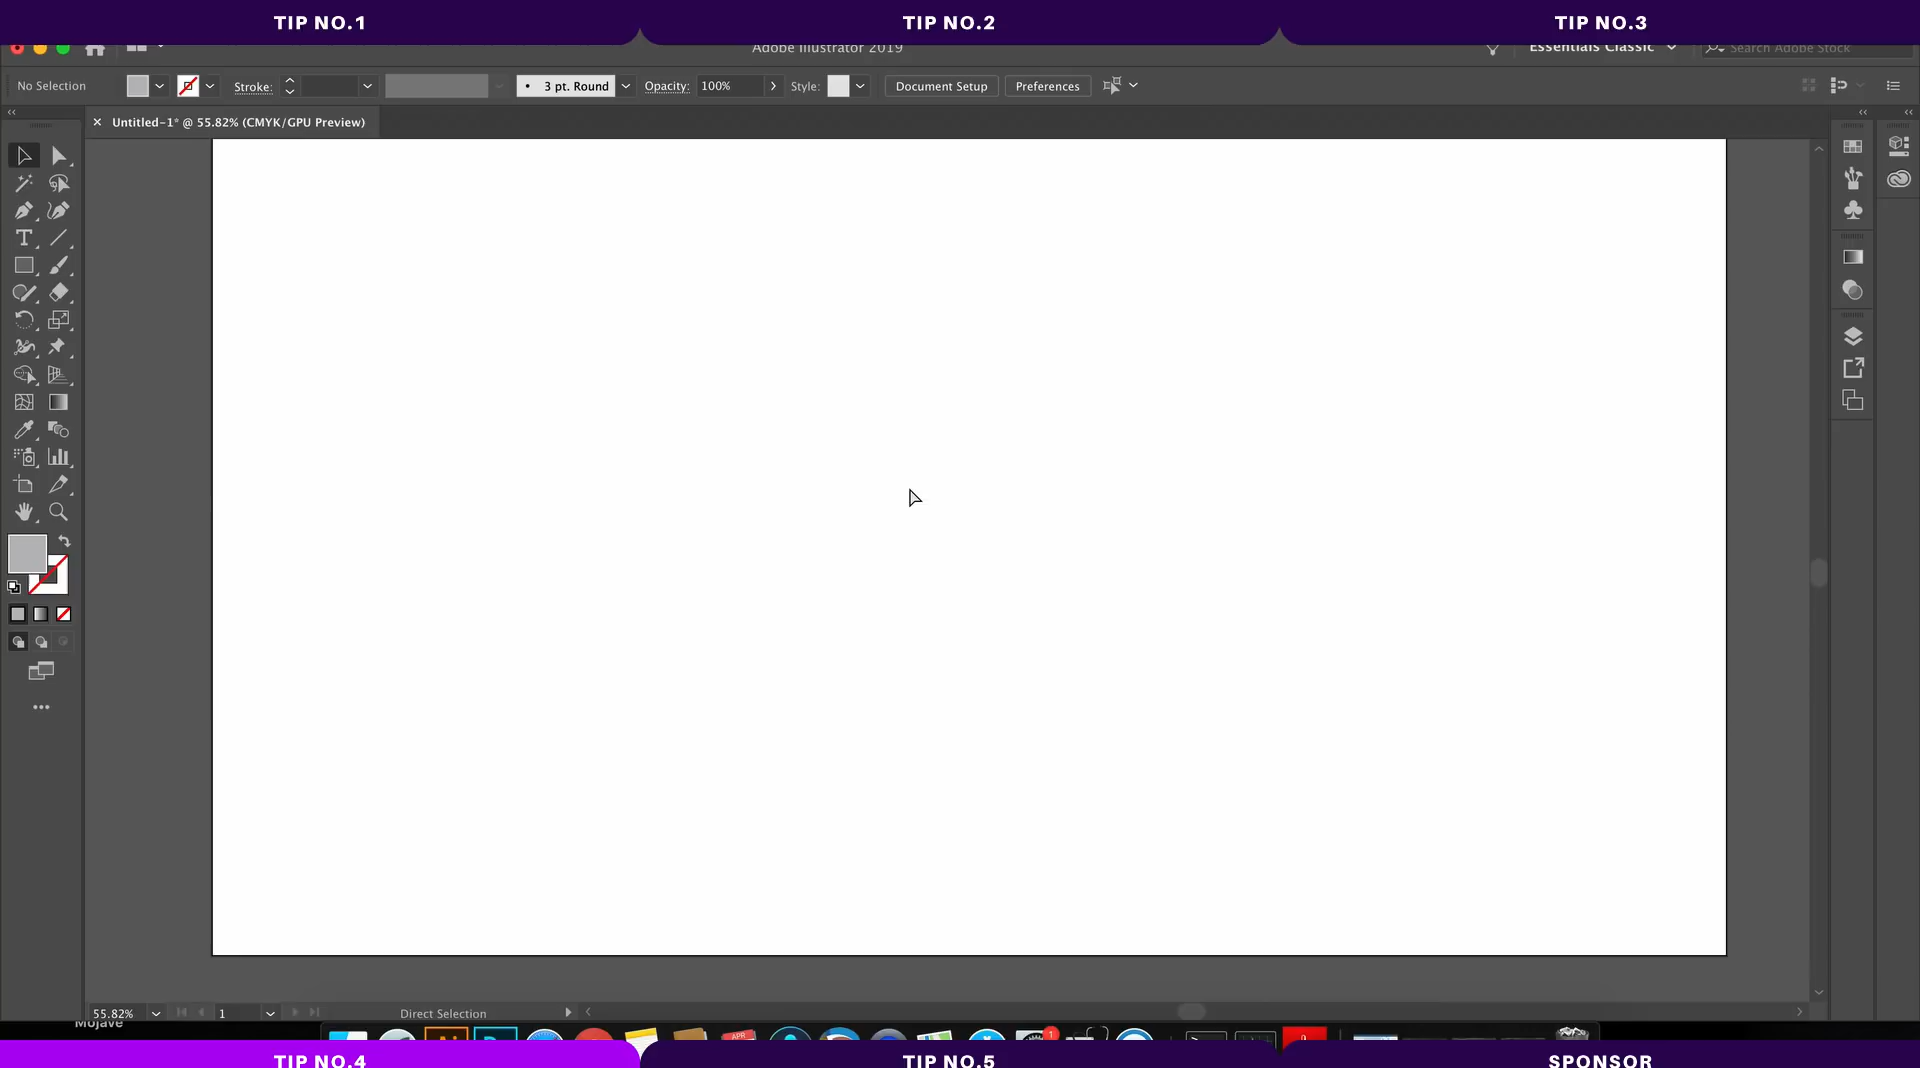 TIP NO.1
TIP NO.2
TIP NO.3
Adobe Illustrator 2019
Essentials Classic
Search Adobe Stock
No Selection
Stroke:
3 pt. Round
Opacity:
100%
Style:
Document Setup
Preferences
Untitled-1* @ 55.82% (CMYK/GPU Preview)
55.82%
1
Direct Selection
Mojave
APR
1
TIP NO.4
TIP NO.5
SPONSOR